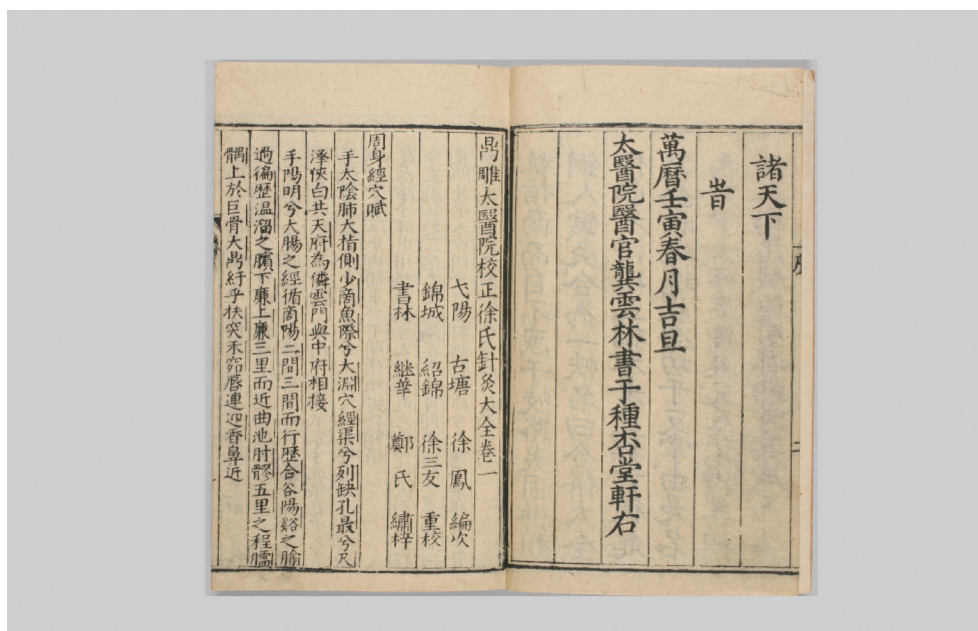 諸天下
旹
萬曆壬寅春月吉旦
太醫院醫官龔雲林書于種杏堂軒右
序
二
鼎雕太醫院校正徐氏針灸大全卷一
弋陽 古塘 徐鳳 編次
錦城 紹錦 徐三友 重校
書林 継華 鄭氏 繡梓
周身經穴賦
手太陰肺大指側少商魚際兮大淵穴經渠兮列缺孔最兮尺
澤俠白共天府為隣雲門與中府相接
手陽明兮大腸之經循商陽二間三間而行歷合谷陽谿之腧
過徧歷温溜之濱下廉上廉三里而近曲池肘髎五里之程臑
髃上於巨骨大鼎紆乎扶突禾窌唇連迎香鼻近